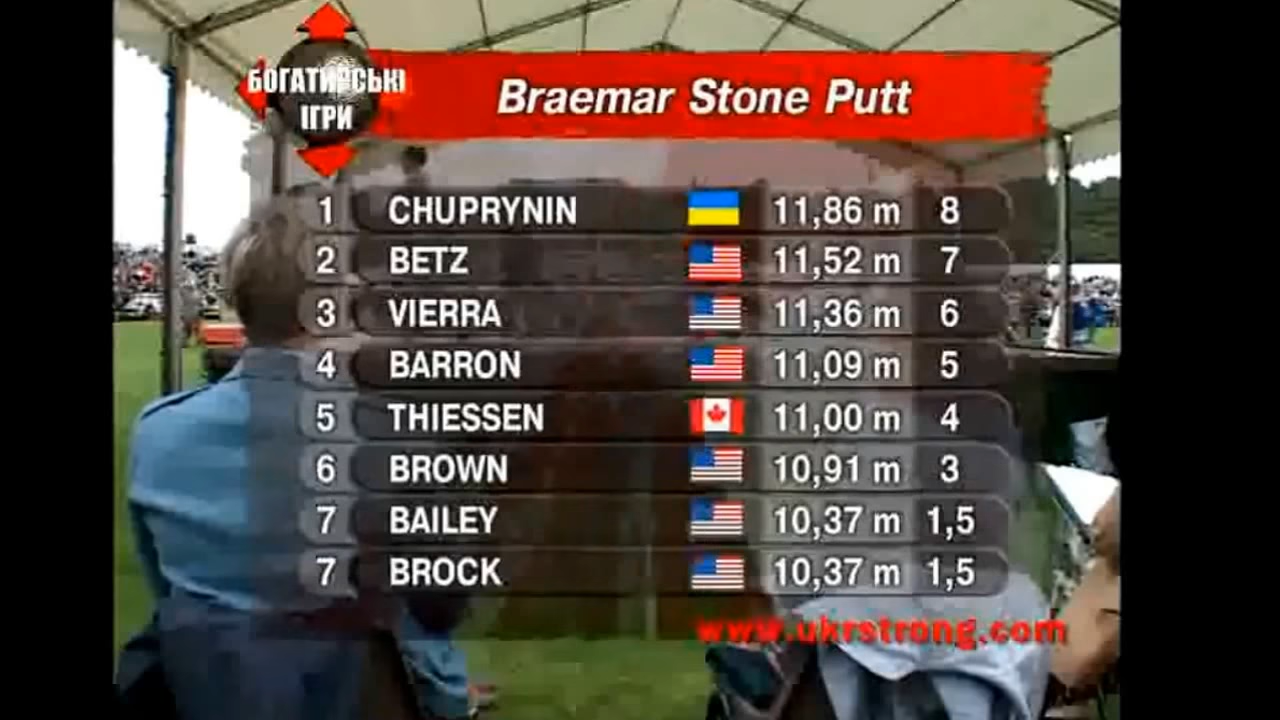 БОГАТИРСЬКІ
ІГРИ
Braemar Stone Putt
1 CHUPRYNIN 11,86 m 8
2 BETZ 11,52 m 7
3 VIERRA 11,36 m 6
4 BARRON 11,09 m 5
5 THIESSEN 11,00 m 4
6 BROWN 10,91 m 3
7 BAILEY 10,37 m 1,5
7 BROCK 10,37 m 1,5
www.ukrstrong.com